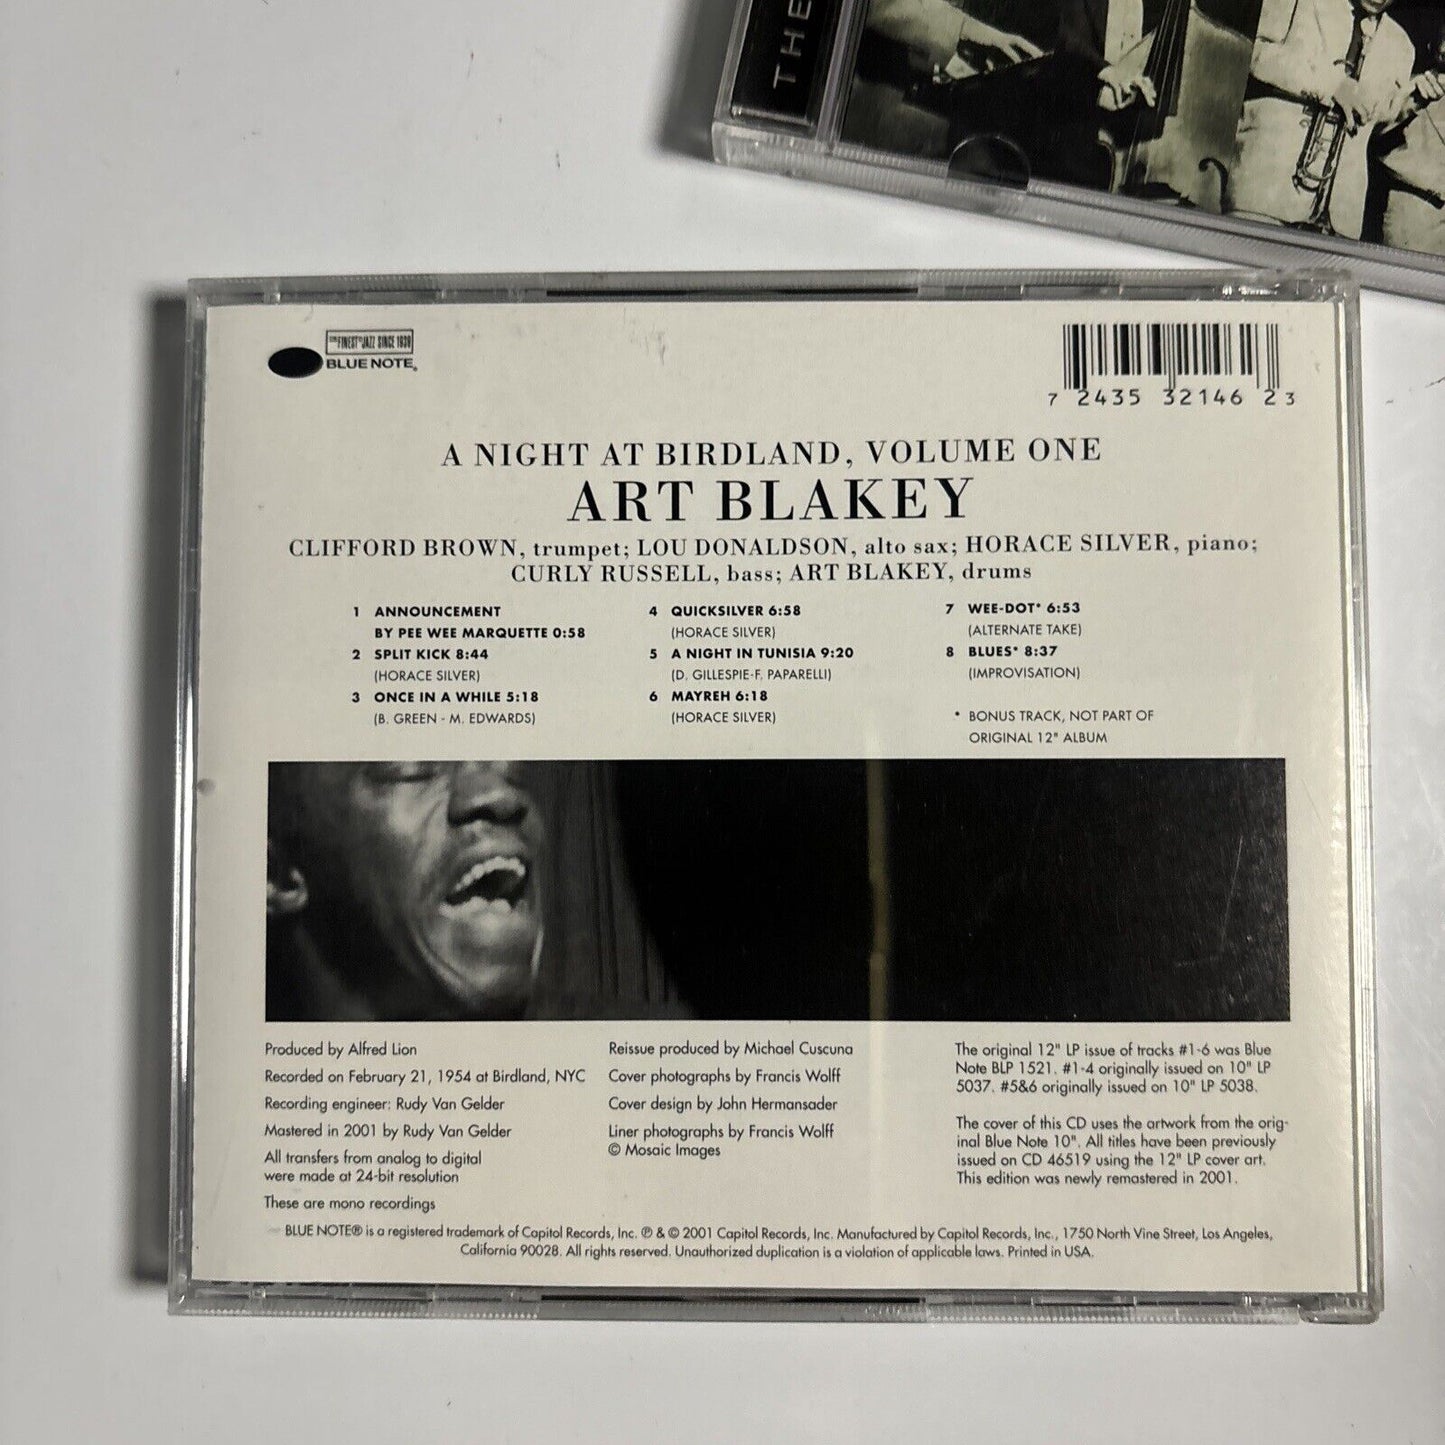 THE
THE FINEST IN JAZZ SINCE 1939
BLUE NOTE®
7 2435 32146 2 3
A NIGHT AT BIRDLAND, VOLUME ONE
ART BLAKEY
CLIFFORD BROWN, trumpet; LOU DONALDSON, alto sax; HORACE SILVER, piano;
CURLY RUSSELL, bass; ART BLAKEY, drums
1 ANNOUNCEMENT
BY PEE WEE MARQUETTE 0:58
2 SPLIT KICK 8:44
(HORACE SILVER)
3 ONCE IN A WHILE 5:18
(B. GREEN - M. EDWARDS)
4 QUICKSILVER 6:58
(HORACE SILVER)
5 A NIGHT IN TUNISIA 9:20
(D. GILLESPIE-F. PAPARELLI)
6 MAYREH 6:18
(HORACE SILVER)
7 WEE-DOT* 6:53
(ALTERNATE TAKE)
8 BLUES* 8:37
(IMPROVISATION)
* BONUS TRACK, NOT PART OF
ORIGINAL 12" ALBUM
Produced by Alfred Lion
Recorded on February 21, 1954 at Birdland, NYC
Recording engineer: Rudy Van Gelder
Mastered in 2001 by Rudy Van Gelder
All transfers from analog to digital
were made at 24-bit resolution
These are mono recordings
Reissue produced by Michael Cuscuna
Cover photographs by Francis Wolff
Cover design by John Hermansader
Liner photographs by Francis Wolff
© Mosaic Images
The original 12" LP issue of tracks #1-6 was Blue
Note BLP 1521. #1-4 originally issued on 10" LP
5037. #5&6 originally issued on 10" LP 5038.
The cover of this CD uses the artwork from the orig-
inal Blue Note 10". All titles have been previously
issued on CD 46519 using the 12" LP cover art.
This edition was newly remastered in 2001.
BLUE NOTE® is a registered trademark of Capitol Records, Inc. ℗ & © 2001 Capitol Records, Inc. Manufactured by Capitol Records, Inc., 1750 North Vine Street, Los Angeles,
California 90028. All rights reserved. Unauthorized duplication is a violation of applicable laws. Printed in USA.